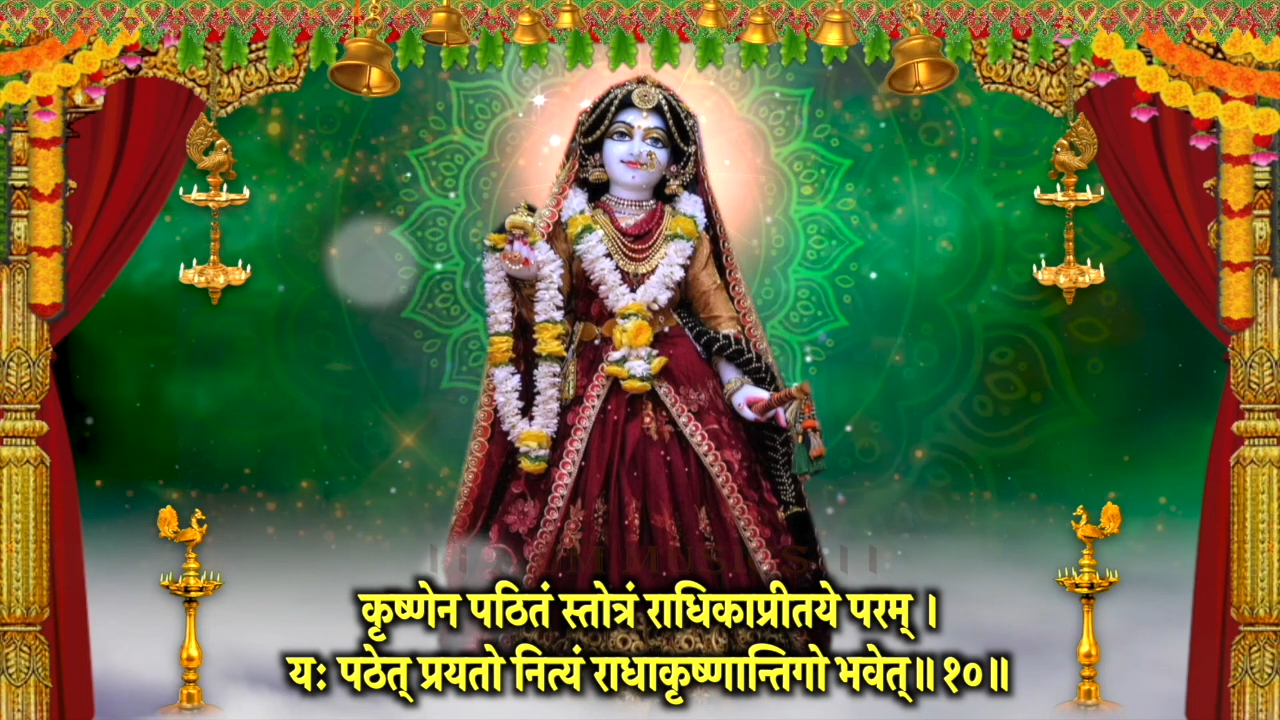 कृष्णेन पठितं स्तोत्रं राधिकाप्रीतये परम् ।
यः पठेत् प्रयतो नित्यं राधाकृष्णान्तिगो भवेत्॥ १०॥